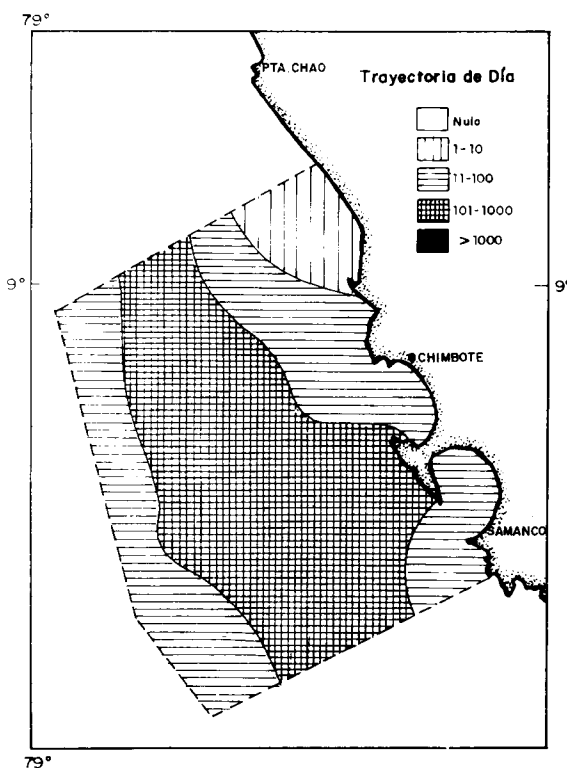 79°
PTA. CHAO
Trayectoria de Día
Nulo
1-10
11-100
101-1000
>1000
9°
9°
CHIMBOTE
SAMANCO
79°